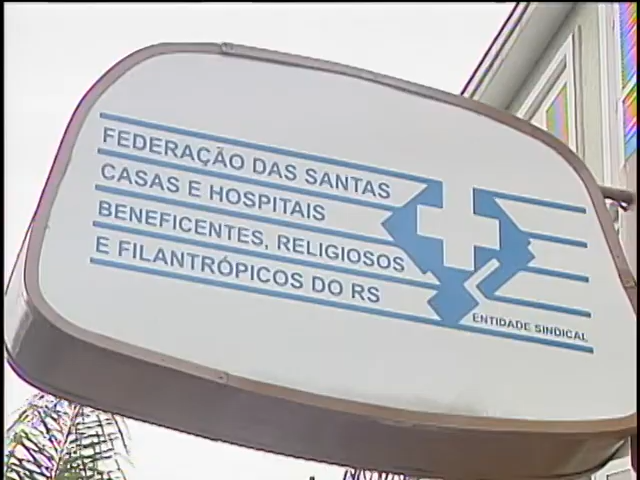 FEDERAÇÃO DAS SANTAS
CASAS E HOSPITAIS
BENEFICENTES, RELIGIOSOS
E FILANTRÓPICOS DO RS
ENTIDADE SINDICAL